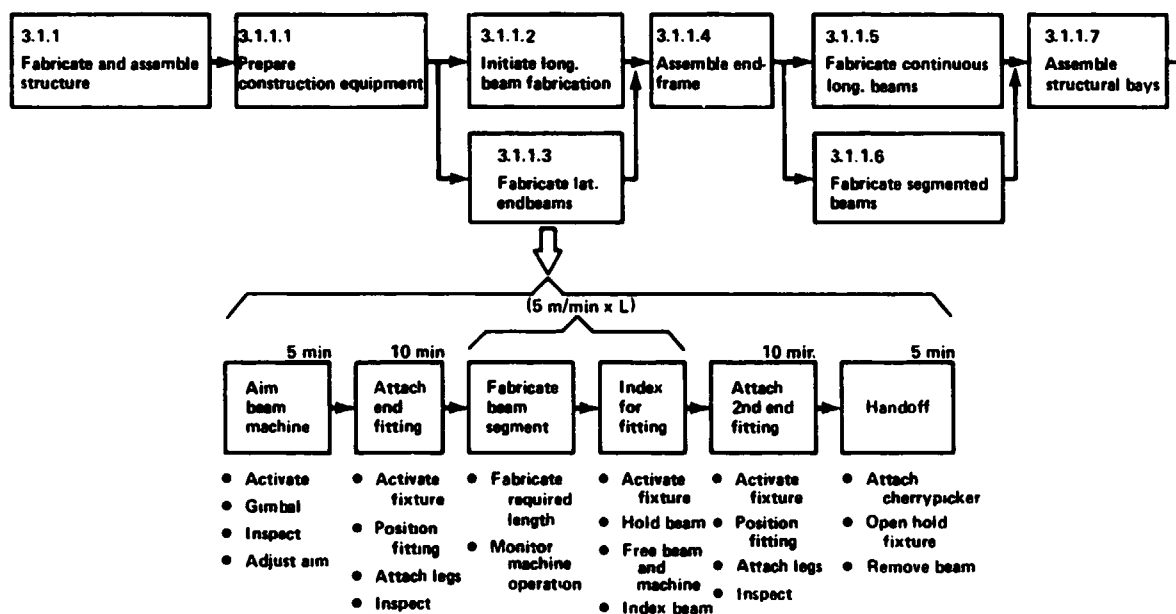 3.1.1
Fabricate and assemble
structure
3.1.1.1
Prepare
construction equipment
3.1.1.2
Initiate long.
beam fabrication
3.1.1.4
Assemble end-
frame
3.1.1.5
Fabricate continuous
long. beams
3.1.1.7
Assemble
structural bays
3.1.1.3
Fabricate lat.
endbeams
3.1.1.6
Fabricate segmented
beams
(5 m/min x L)
5 min
Aim
beam
machine
10 min
Attach
end
fitting
Fabricate
beam
segment
Index
for
fitting
10 mir.
Attach
2nd end
fitting
5 min
Handoff
• Activate
• Gimbal
• Inspect
• Adjust aim
• Activate
fixture
• Position
fitting
• Attach legs
• Inspect
• Fabricate
required
length
• Monitor
machine
operation
• Activate
fixture
• Hold beam
• Free beam
and
machine
• Index beam
• Activate
fixture
• Position
fitting
• Attach legs
• Inspect
• Attach
cherrypicker
• Open hold
fixture
• Remove beam